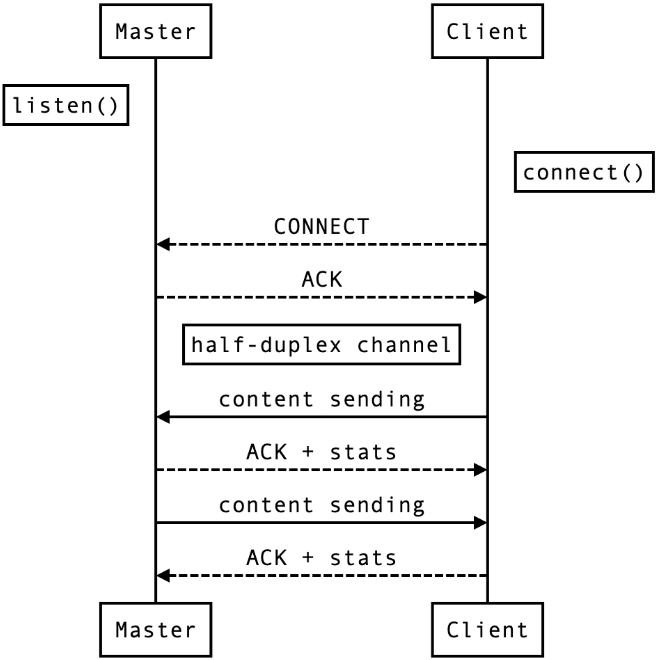 Master
Client
listen()
connect()
CONNECT
ACK
half-duplex channel
content sending
ACK + stats
content sending
ACK + stats
Master
Client